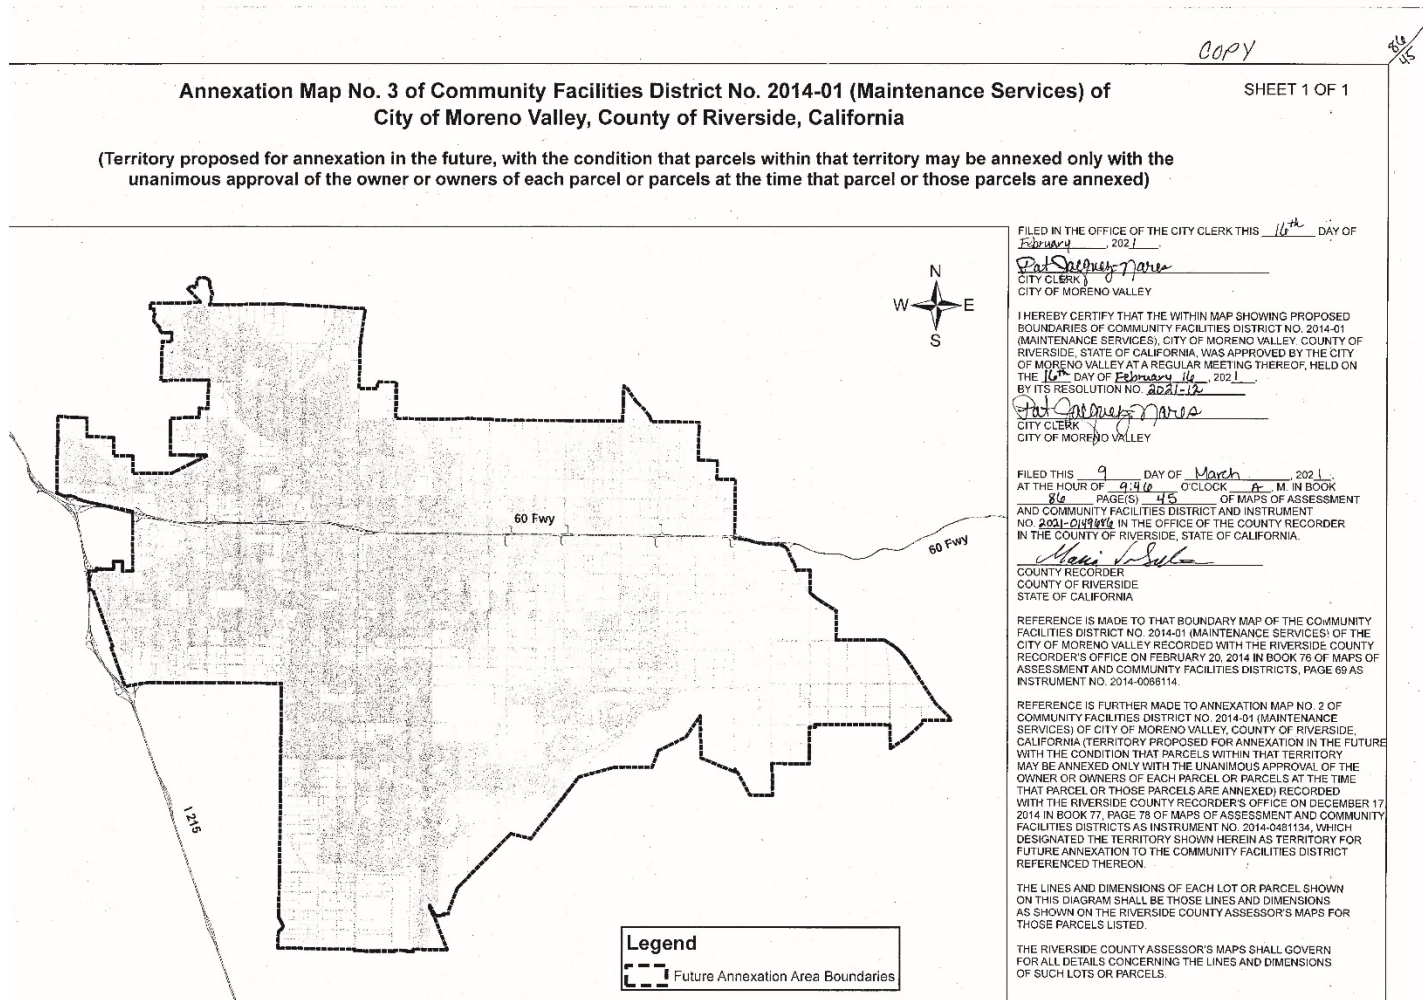 COPY
86/45
Annexation Map No. 3 of Community Facilities District No. 2014-01 (Maintenance Services) of
City of Moreno Valley, County of Riverside, California
SHEET 1 OF 1
(Territory proposed for annexation in the future, with the condition that parcels within that territory may be annexed only with the
unanimous approval of the owner or owners of each parcel or parcels at the time that parcel or those parcels are annexed)
N
W E
S
60 Fwy
60 Fwy
I 215
Legend
Future Annexation Area Boundaries
FILED IN THE OFFICE OF THE CITY CLERK THIS 16th DAY OF
February, 2021.
Pat Jacquez-Nares
CITY CLERK
CITY OF MORENO VALLEY
I HEREBY CERTIFY THAT THE WITHIN MAP SHOWING PROPOSED
BOUNDARIES OF COMMUNITY FACILITIES DISTRICT NO. 2014-01
(MAINTENANCE SERVICES), CITY OF MORENO VALLEY, COUNTY OF
RIVERSIDE, STATE OF CALIFORNIA, WAS APPROVED BY THE CITY
OF MORENO VALLEY AT A REGULAR MEETING THEREOF, HELD ON
THE 16th DAY OF February 16, 2021.
BY ITS RESOLUTION NO. 2021-12
Pat Jacquez-Nares
CITY CLERK
CITY OF MORENO VALLEY
FILED THIS 9 DAY OF March, 2021.
AT THE HOUR OF 9:46 O'CLOCK A. M. IN BOOK
86 PAGE(S) 45 OF MAPS OF ASSESSMENT
AND COMMUNITY FACILITIES DISTRICT AND INSTRUMENT
NO. 2021-0149686 IN THE OFFICE OF THE COUNTY RECORDER
IN THE COUNTY OF RIVERSIDE, STATE OF CALIFORNIA.
COUNTY RECORDER
COUNTY OF RIVERSIDE
STATE OF CALIFORNIA
REFERENCE IS MADE TO THAT BOUNDARY MAP OF THE COMMUNITY
FACILITIES DISTRICT NO. 2014-01 (MAINTENANCE SERVICES) OF THE
CITY OF MORENO VALLEY RECORDED WITH THE RIVERSIDE COUNTY
RECORDER'S OFFICE ON FEBRUARY 20, 2014 IN BOOK 76 OF MAPS OF
ASSESSMENT AND COMMUNITY FACILITIES DISTRICTS, PAGE 69 AS
INSTRUMENT NO. 2014-0066114.
REFERENCE IS FURTHER MADE TO ANNEXATION MAP NO. 2 OF
COMMUNITY FACILITIES DISTRICT NO. 2014-01 (MAINTENANCE
SERVICES) OF CITY OF MORENO VALLEY, COUNTY OF RIVERSIDE,
CALIFORNIA (TERRITORY PROPOSED FOR ANNEXATION IN THE FUTURE
WITH THE CONDITION THAT PARCELS WITHIN THAT TERRITORY
MAY BE ANNEXED ONLY WITH THE UNANIMOUS APPROVAL OF THE
OWNER OR OWNERS OF EACH PARCEL OR PARCELS AT THE TIME
THAT PARCEL OR THOSE PARCELS ARE ANNEXED) RECORDED
WITH THE RIVERSIDE COUNTY RECORDER'S OFFICE ON DECEMBER 17,
2014 IN BOOK 77, PAGE 78 OF MAPS OF ASSESSMENT AND COMMUNITY
FACILITIES DISTRICTS AS INSTRUMENT NO. 2014-0481134, WHICH
DESIGNATED THE TERRITORY SHOWN HEREIN AS TERRITORY FOR
FUTURE ANNEXATION TO THE COMMUNITY FACILITIES DISTRICT
REFERENCED THEREON.
THE LINES AND DIMENSIONS OF EACH LOT OR PARCEL SHOWN
ON THIS DIAGRAM SHALL BE THOSE LINES AND DIMENSIONS
AS SHOWN ON THE RIVERSIDE COUNTY ASSESSOR'S MAPS FOR
THOSE PARCELS LISTED.
THE RIVERSIDE COUNTY ASSESSOR'S MAPS SHALL GOVERN
FOR ALL DETAILS CONCERNING THE LINES AND DIMENSIONS
OF SUCH LOTS OR PARCELS.